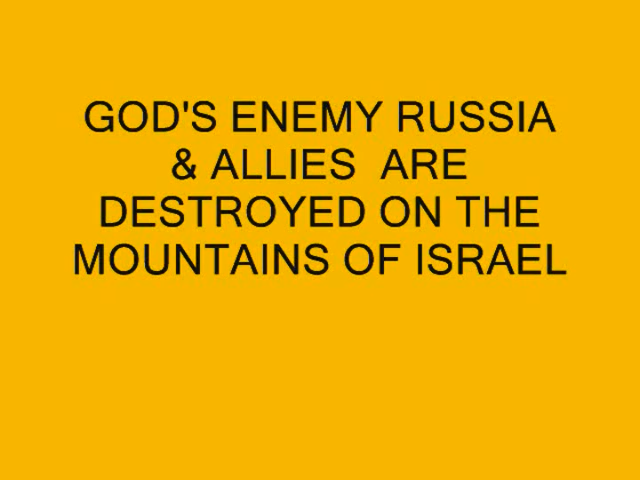 GOD'S ENEMY RUSSIA
& ALLIES  ARE
DESTROYED ON THE
MOUNTAINS OF ISRAEL